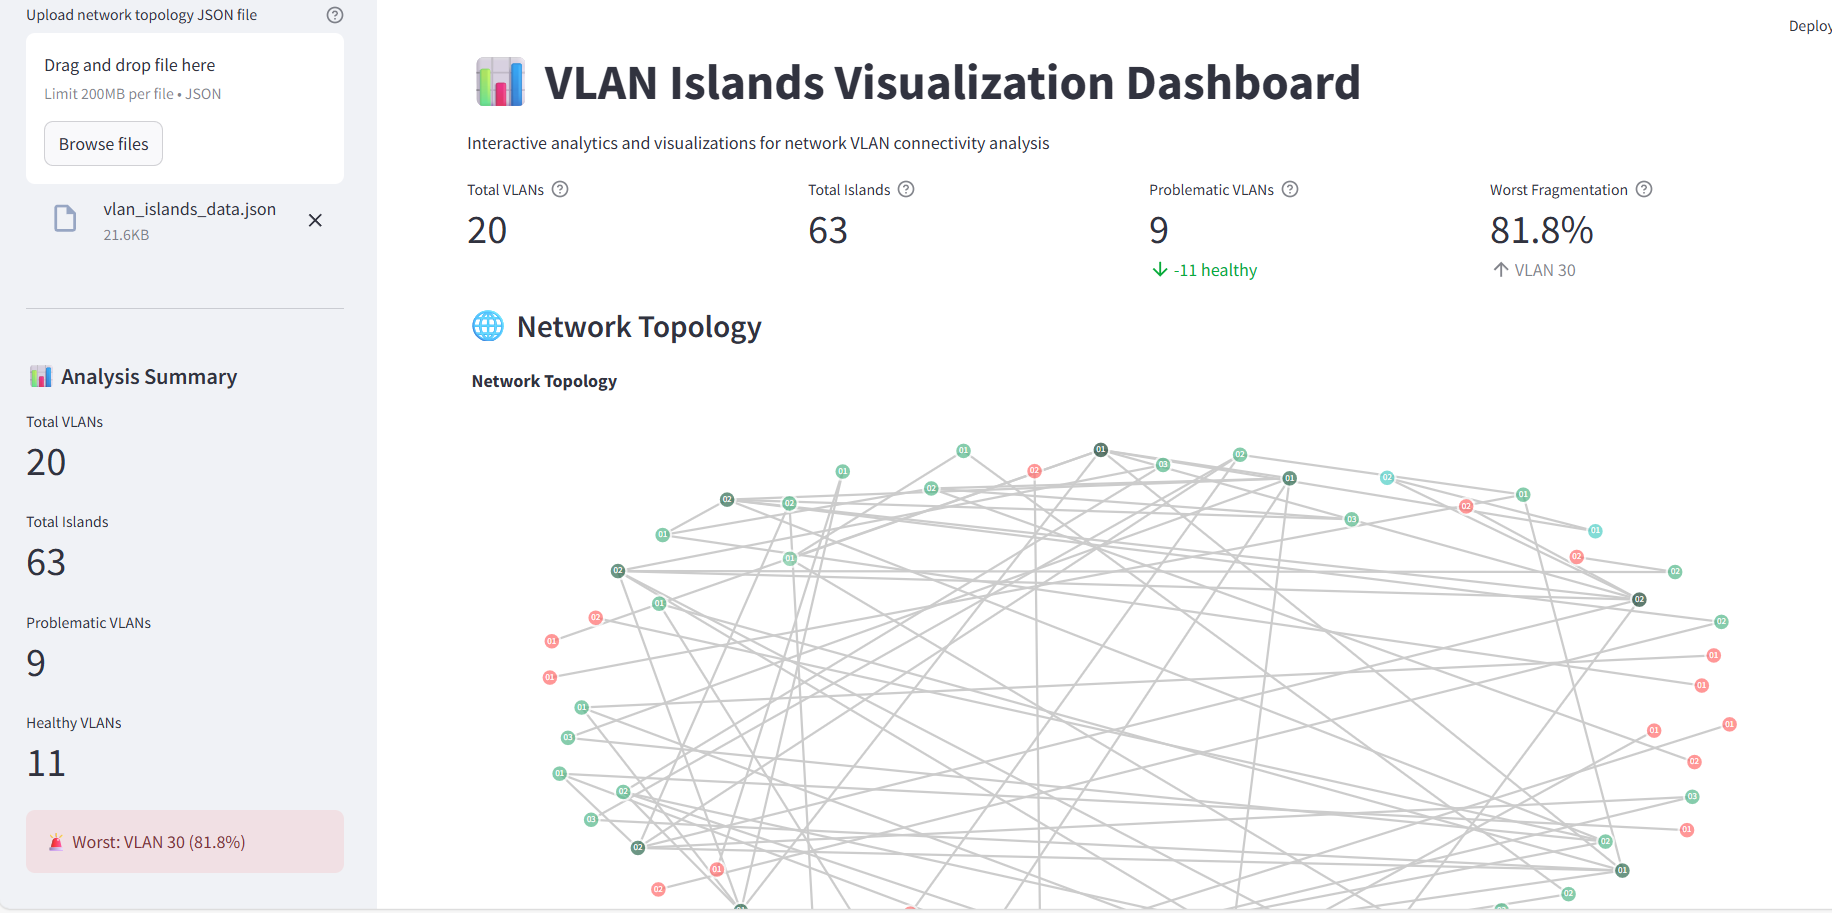 Upload network topology JSON file
Drag and drop file here
Limit 200MB per file • JSON
Browse files
vlan_islands_data.json
21.6KB
Analysis Summary
Total VLANs
20
Total Islands
63
Problematic VLANs
9
Healthy VLANs
11
Worst: VLAN 30 (81.8%)
Deploy
VLAN Islands Visualization Dashboard
Interactive analytics and visualizations for network VLAN connectivity analysis
Total VLANs
20
Total Islands
63
Problematic VLANs
9
-11 healthy
Worst Fragmentation
81.8%
VLAN 30
Network Topology
Network Topology
01
01
02
02
01
03
02
01
02
01
02
02
02
03
01
01
01
02
02
02
02
01
02
02
01
02
01
01
01
01
03
01
01
01
02
03
03
01
02
02
01
01
02
02